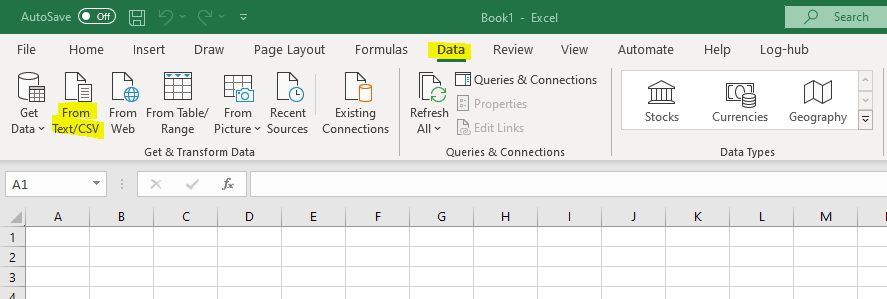 AutoSave Off Book1 - Excel Search
File Home Insert Draw Page Layout Formulas Data Review View Automate Help Log-hub
Get Data From Text/CSV From Web From Table/ Range From Picture Recent Sources Existing Connections
Refresh All Queries & Connections
Properties
Edit Links
Stocks Currencies Geography
Get & Transform Data Queries & Connections Data Types
A1 fx
A B C D E F G H I J K L M
1
2
3
4